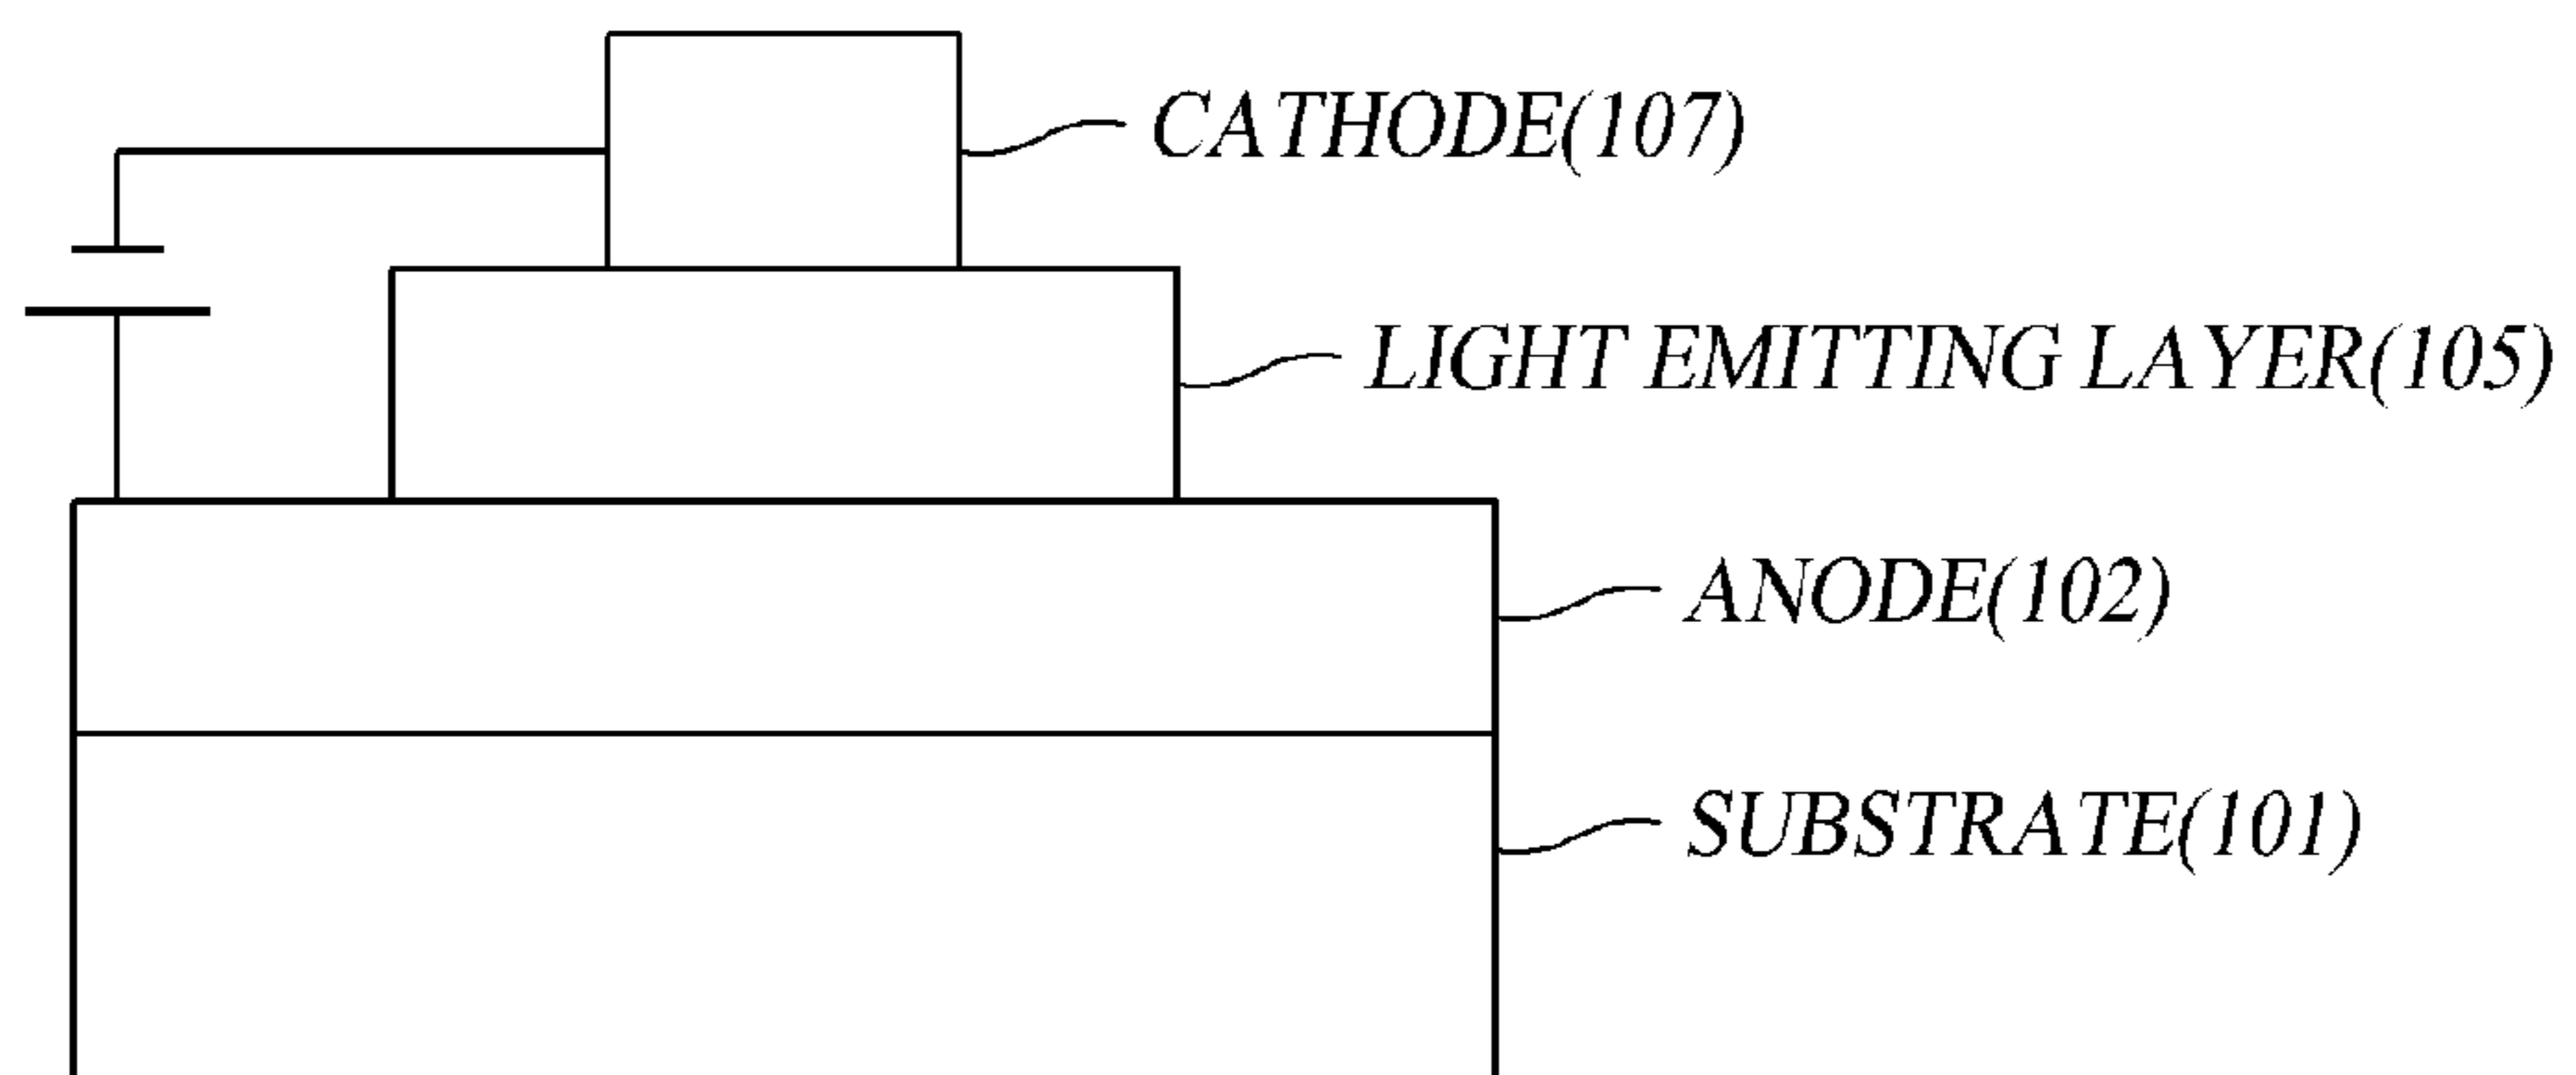 CATHODE(107)
LIGHT EMITTING LAYER(105)
ANODE(102)
SUBSTRATE(101)